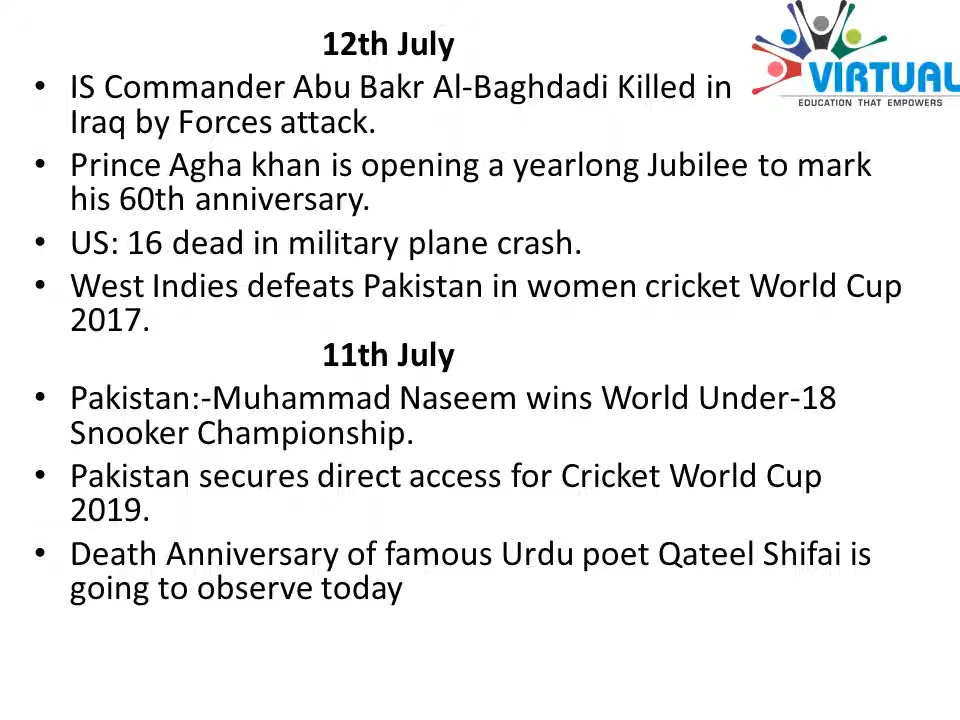 12th July
VIRTUAL
EDUCATION THAT EMPOWERS
• IS Commander Abu Bakr Al-Baghdadi Killed in
Iraq by Forces attack.
• Prince Agha khan is opening a yearlong Jubilee to mark
his 60th anniversary.
• US: 16 dead in military plane crash.
• West Indies defeats Pakistan in women cricket World Cup
2017.
11th July
• Pakistan:-Muhammad Naseem wins World Under-18
Snooker Championship.
• Pakistan secures direct access for Cricket World Cup
2019.
• Death Anniversary of famous Urdu poet Qateel Shifai is
going to observe today